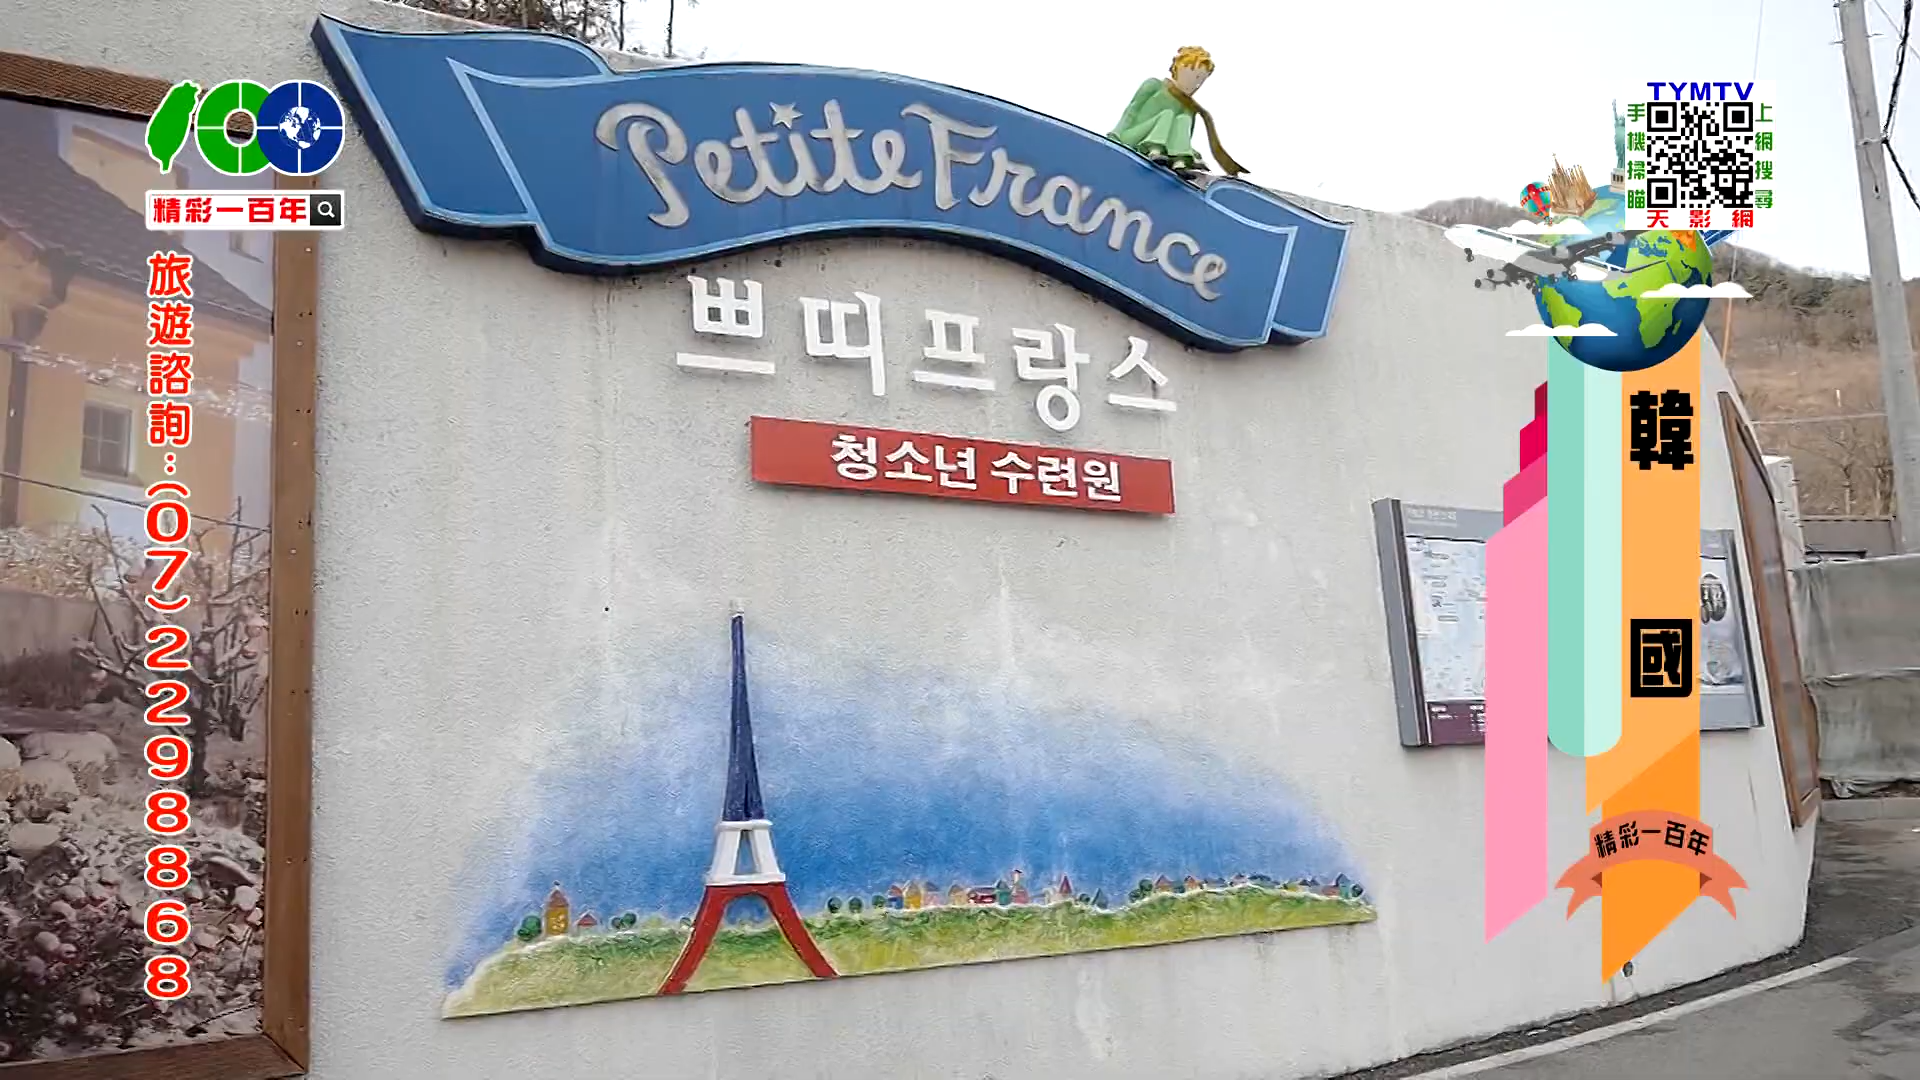 100
精彩一百年
旅遊諮詢:(07)2298868
Petite France
쁘띠프랑스
청소년 수련원
TYMTV
手機掃瞄
上網搜尋
天影網
韓國
精彩一百年